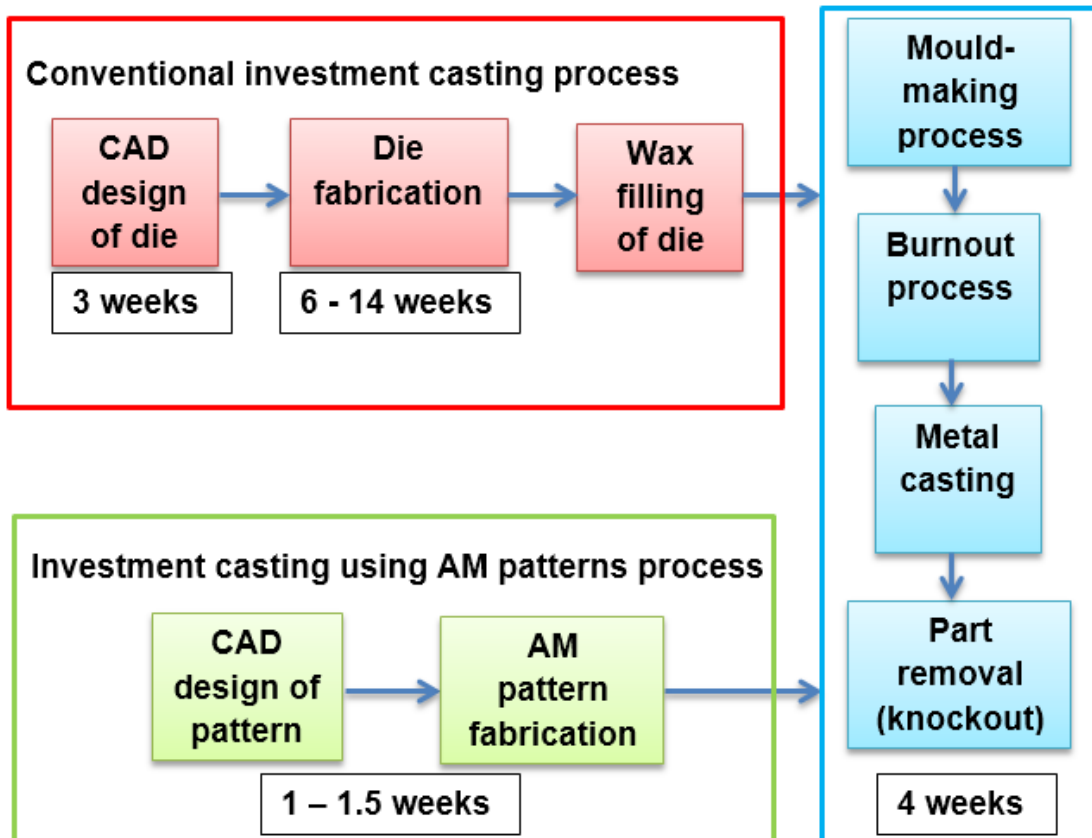 Conventional investment casting process
CAD
design
of die
3 weeks
Die
fabrication
6 - 14 weeks
Wax
filling
of die
Investment casting using AM patterns process
CAD
design of
pattern
AM
pattern
fabrication
1 – 1.5 weeks
Mould-
making
process
Burnout
process
Metal
casting
Part
removal
(knockout)
4 weeks